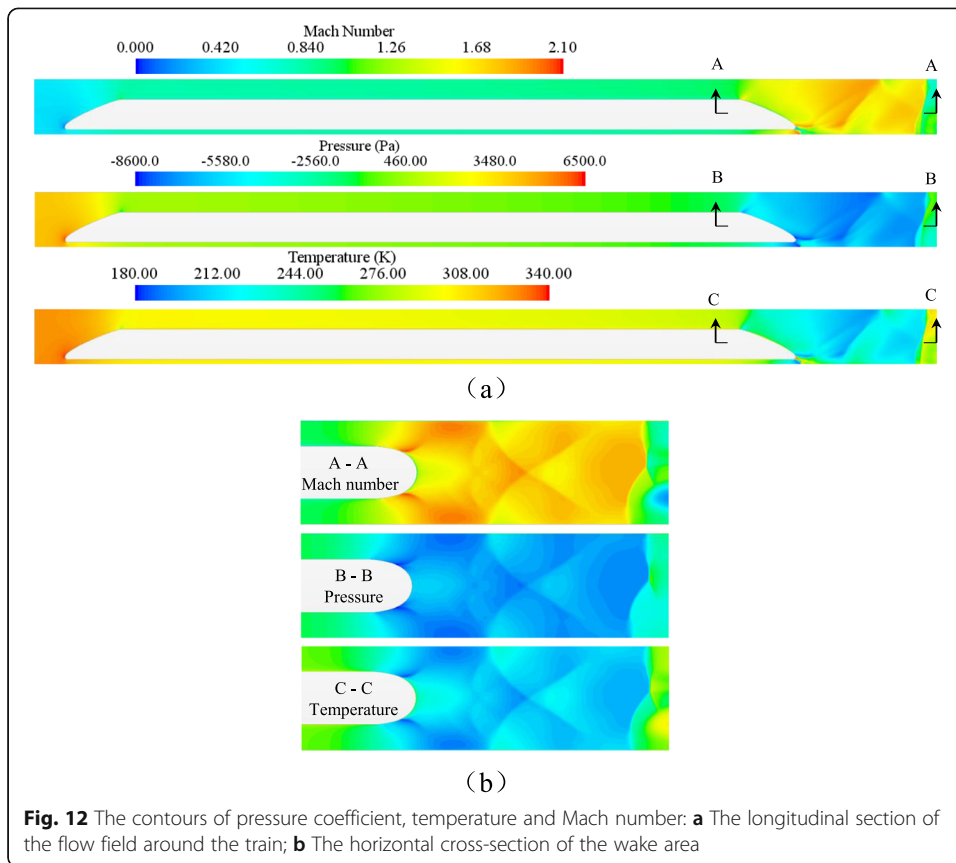 Mach Number
0.000 0.420 0.840 1.26 1.68 2.10
A A
Pressure (Pa)
-8600.0 -5580.0 -2560.0 460.00 3480.0 6500.0
B B
Temperature (K)
180.00 212.00 244.00 276.00 308.00 340.00
C C
(a)
A - A
Mach number
B - B
Pressure
C - C
Temperature
(b)
Fig. 12 The contours of pressure coefficient, temperature and Mach number: a The longitudinal section of
the flow field around the train; b The horizontal cross-section of the wake area